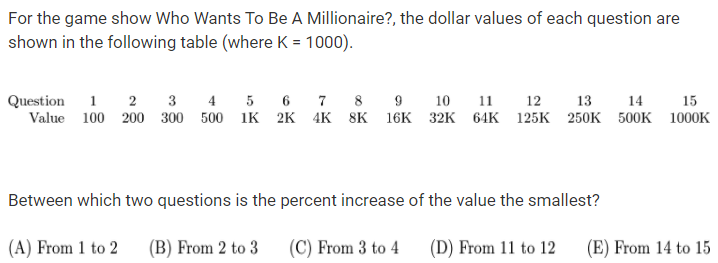 For the game show Who Wants To Be A Millionaire?, the dollar values of each question are
shown in the following table (where K = 1000).
Question 1 2 3 4 5 6 7 8 9 10 11 12 13 14 15
Value 100 200 300 500 1K 2K 4K 8K 16K 32K 64K 125K 250K 500K 1000K
Between which two questions is the percent increase of the value the smallest?
(A) From 1 to 2 (B) From 2 to 3 (C) From 3 to 4 (D) From 11 to 12 (E) From 14 to 15